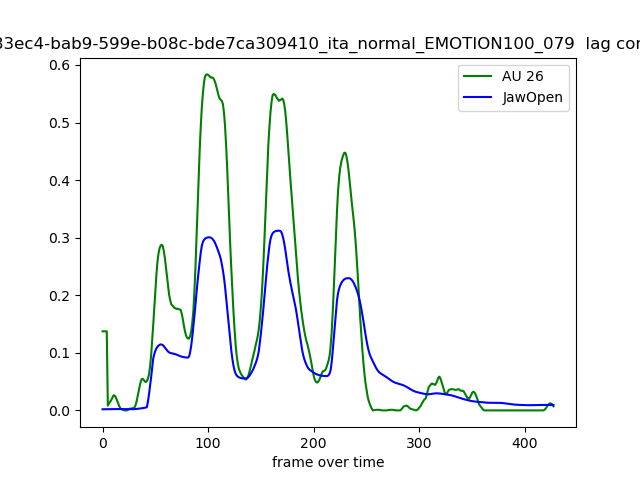 33ec4-bab9-599e-b08c-bde7ca309410_ita_normal_EMOTION100_079 lag cor
AU 26
JawOpen
0.6
0.5
0.4
0.3
0.2
0.1
0.0
0 100 200 300 400
frame over time